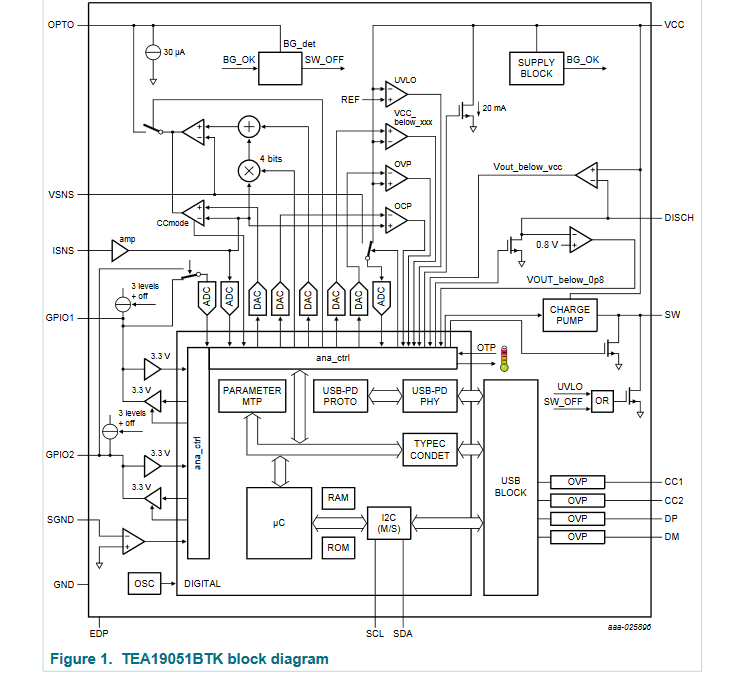 OPTO
VCC
30 µA
BG_det
BG_OK
SW_OFF
SUPPLY
BLOCK
BG_OK
UVLO
REF
20 mA
VCC_
below_xxx
4 bits
OVP
Vout_below_vcc
VSNS
OCP
CCmode
DISCH
ISNS
amp
0.8 V
VOUT_below_0p8
3 levels
+ off
ADC
ADC
DAC
DAC
DAC
DAC
DAC
ADC
GPIO1
CHARGE
PUMP
SW
ana_ctrl
OTP
3.3 V
3.3 V
PARAMETER
MTP
USB-PD
PROTO
USB-PD
PHY
UVLO
SW_OFF
OR
3 levels
+ off
ana_ctrl
TYPEC
CONDET
GPIO2
3.3 V
3.3 V
USB
BLOCK
OVP
CC1
OVP
CC2
OVP
DP
OVP
DM
RAM
µC
I2C
(M/S)
ROM
SGND
GND
OSC
DIGITAL
EDP
SCL
SDA
aaa-025896
Figure 1. TEA19051BTK block diagram